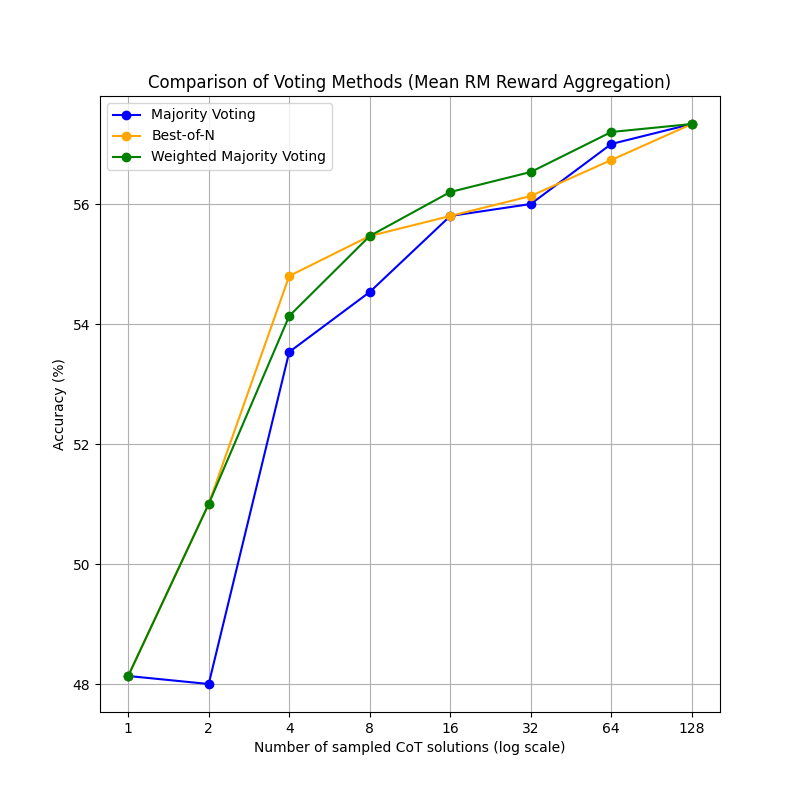 Comparison of Voting Methods (Mean RM Reward Aggregation)
Majority Voting
Best-of-N
Weighted Majority Voting
Accuracy (%)
56
54
52
50
48
1 2 4 8 16 32 64 128
Number of sampled CoT solutions (log scale)